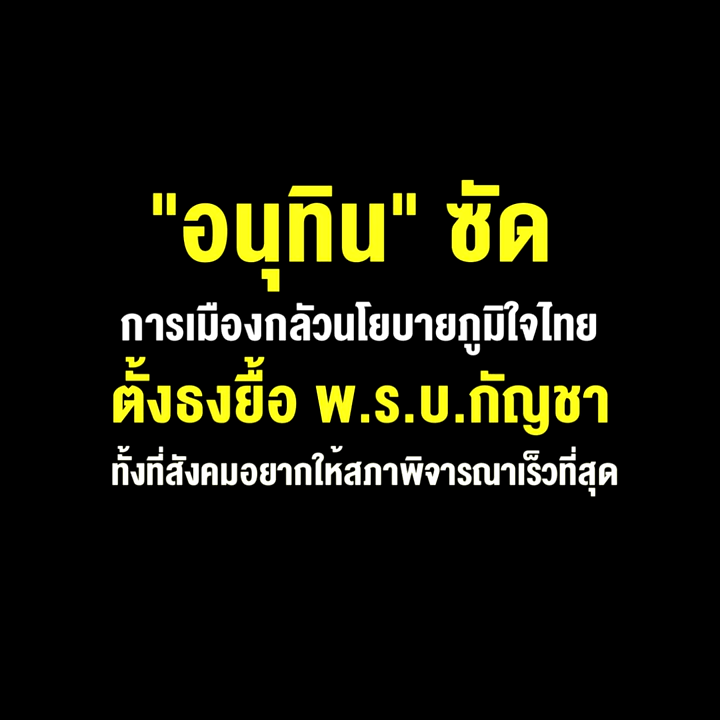 "อนุทิน" ซัด
การเมืองกลัวนโยบายภูมิใจไทย
ตั้งธงยื้อ พ.ร.บ.กัญชา
ทั้งที่สังคมอยากให้สภาพิจารณาเร็วที่สุด